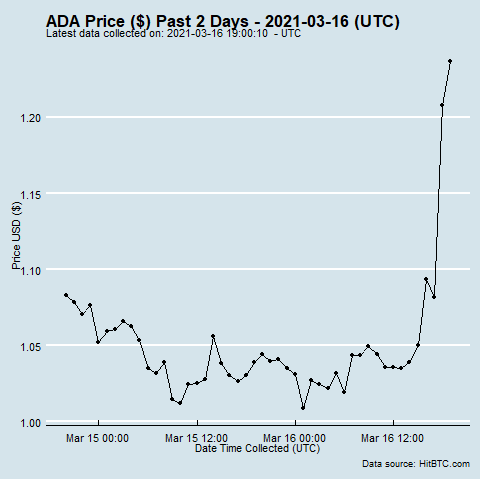 ADA Price ($) Past 2 Days - 2021-03-16 (UTC)
Latest data collected on: 2021-03-16 19:00:10 - UTC
Price USD ($)
1.20
1.15
1.10
1.05
1.00
Mar 15 00:00 Mar 15 12:00 Mar 16 00:00 Mar 16 12:00
Date Time Collected (UTC)
Data source: HitBTC.com